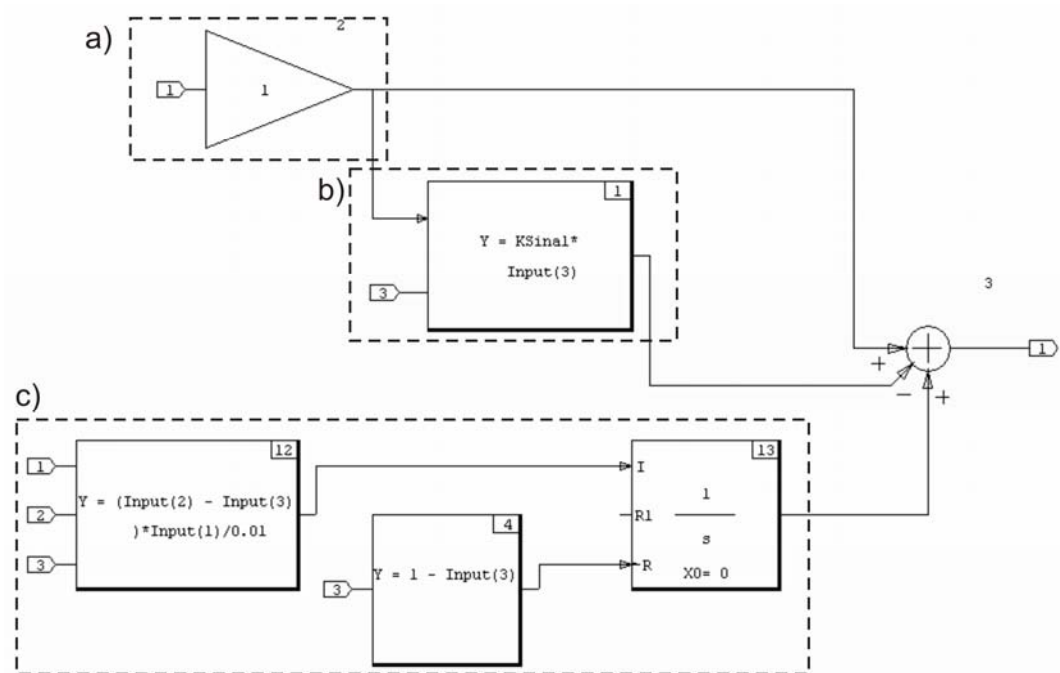 a)
2
1
1
b)
1
Y = KSinal*
Input(3)
3
3
+
-
+
1
c)
12
1
2
3
Y = (Input(2) - Input(3)
)*Input(1)/0.01
4
3
Y = 1 - Input(3)
13
I
R1
R
1
s
X0= 0